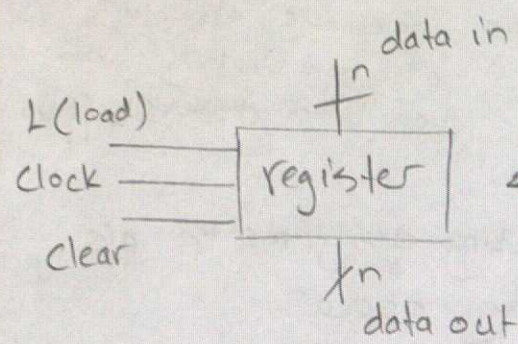 data in
n
L (load)
Clock
register
Clear
n
data out